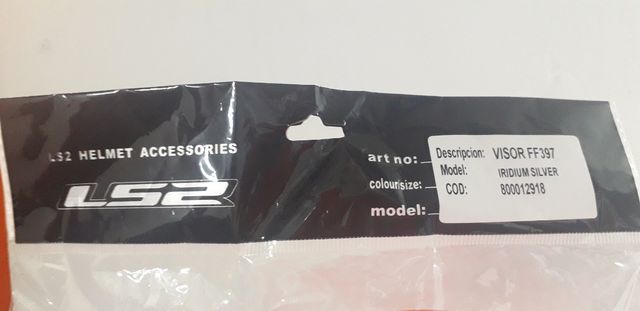 LS2 HELMET ACCESSORIES
LS2
art no:
colour/size:
model:
Descripcion: VISOR FF397
Model: IRIDIUM SILVER
COD: 800012918